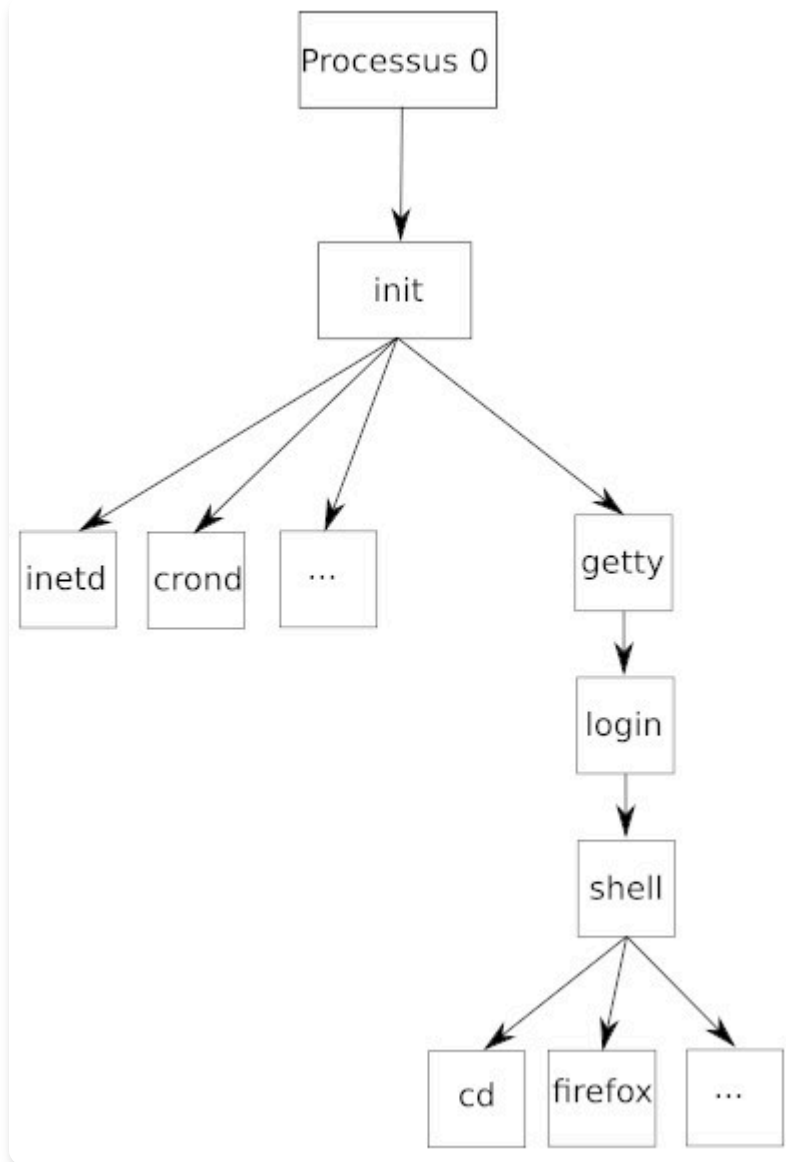 Processus 0
init
inetd
crond
...
getty
login
shell
cd
firefox
...